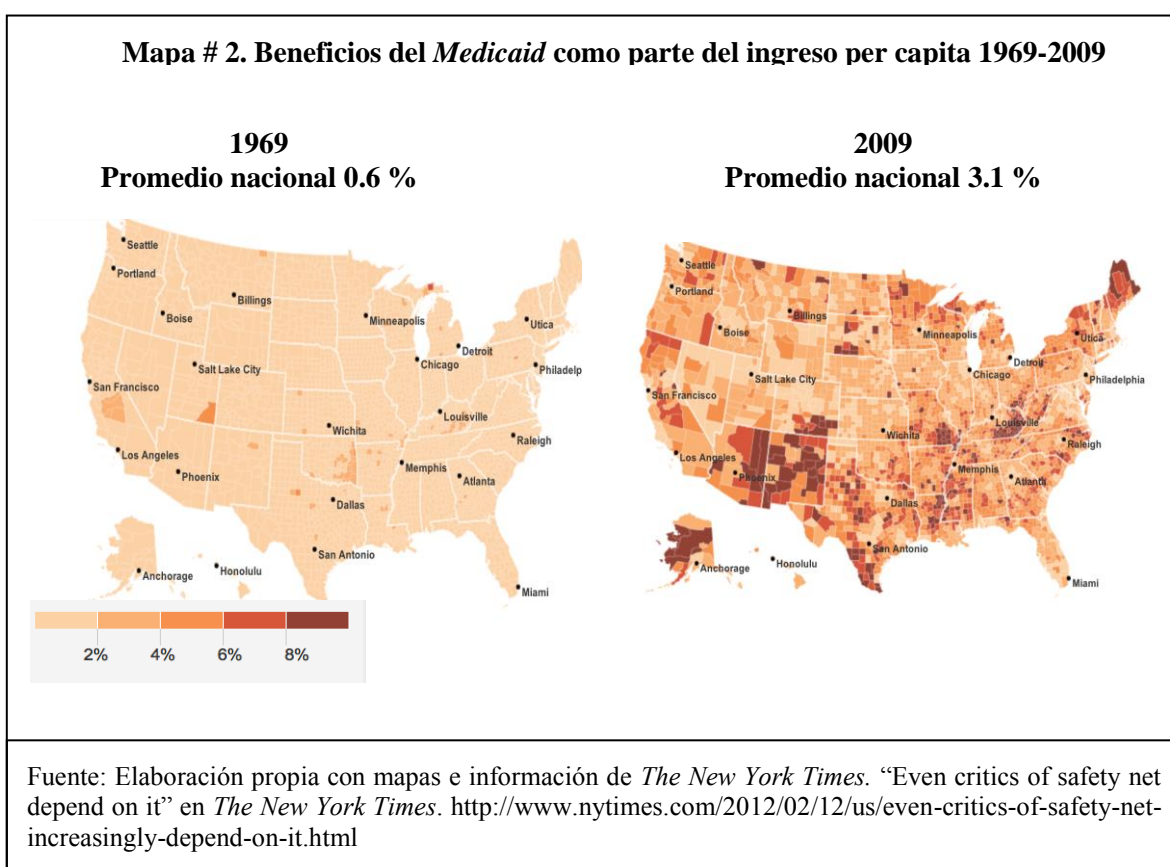 Mapa # 2. Beneficios del Medicaid como parte del ingreso per capita 1969-2009
1969
Promedio nacional 0.6 %
2009
Promedio nacional 3.1 %
Seattle
Portland
Billings
Boise
Minneapolis
Utica
Detroit
Chicago
Salt Lake City
Philadelp
San Francisco
Louisville
Wichita
Raleigh
Los Angeles
Memphis
Phoenix
Atlanta
Dallas
San Antonio
Anchorage
Honolulu
Miami
Seattle
Portland
Billings
Boise
Minneapolis
Utica
Detroit
Chicago
Salt Lake City
Philadelphia
San Francisco
Louisville
Wichita
Raleigh
Los Angeles
Memphis
Phoenix
Atlanta
Dallas
San Antonio
Anchorage
Honolulu
Miami
2% 4% 6% 8%
Fuente: Elaboración propia con mapas e información de The New York Times. “Even critics of safety net
depend on it” en The New York Times. http://www.nytimes.com/2012/02/12/us/even-critics-of-safety-net-
increasingly-depend-on-it.html